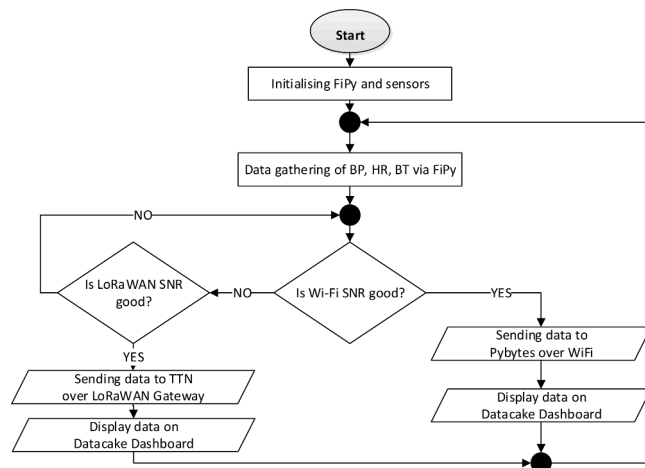 Start
Initialising FiPy and sensors
Data gathering of BP, HR, BT via FiPy
NO
Is LoRaWAN SNR
good?
NO
Is Wi-Fi SNR good?
YES
YES
Sending data to
Pybytes over WiFi
Sending data to TTN
over LoRaWAN Gateway
Display data on
Datacake Dashboard
Display data on
Datacake Dashboard